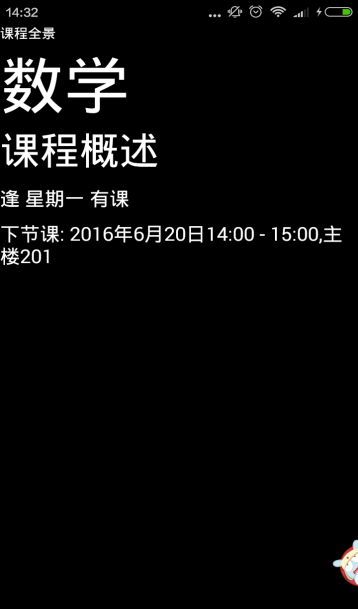 14:32
课程全景
数学
课程概述
逢 星期一 有课
下节课: 2016年6月20日14:00 - 15:00,主
楼201